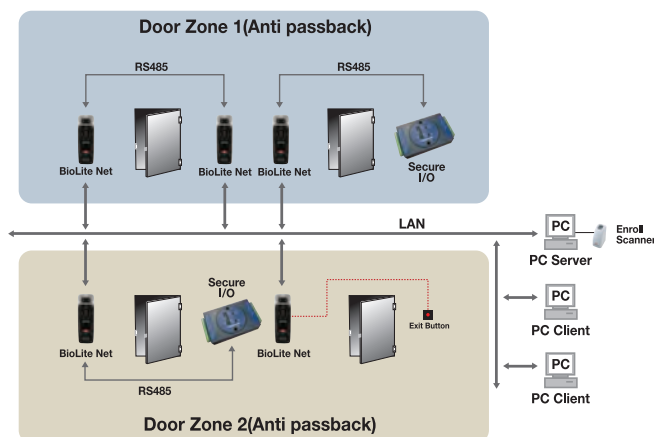 Door Zone 1(Anti passback)
RS485
RS485
BioLite Net
BioLite Net
BioLite Net
Secure
I/O
LAN
PC
Enroll
Scanner
PC Server
Secure
I/O
PC
PC Client
BioLite Net
BioLite Net
Exit Button
RS485
PC
PC Client
Door Zone 2(Anti passback)